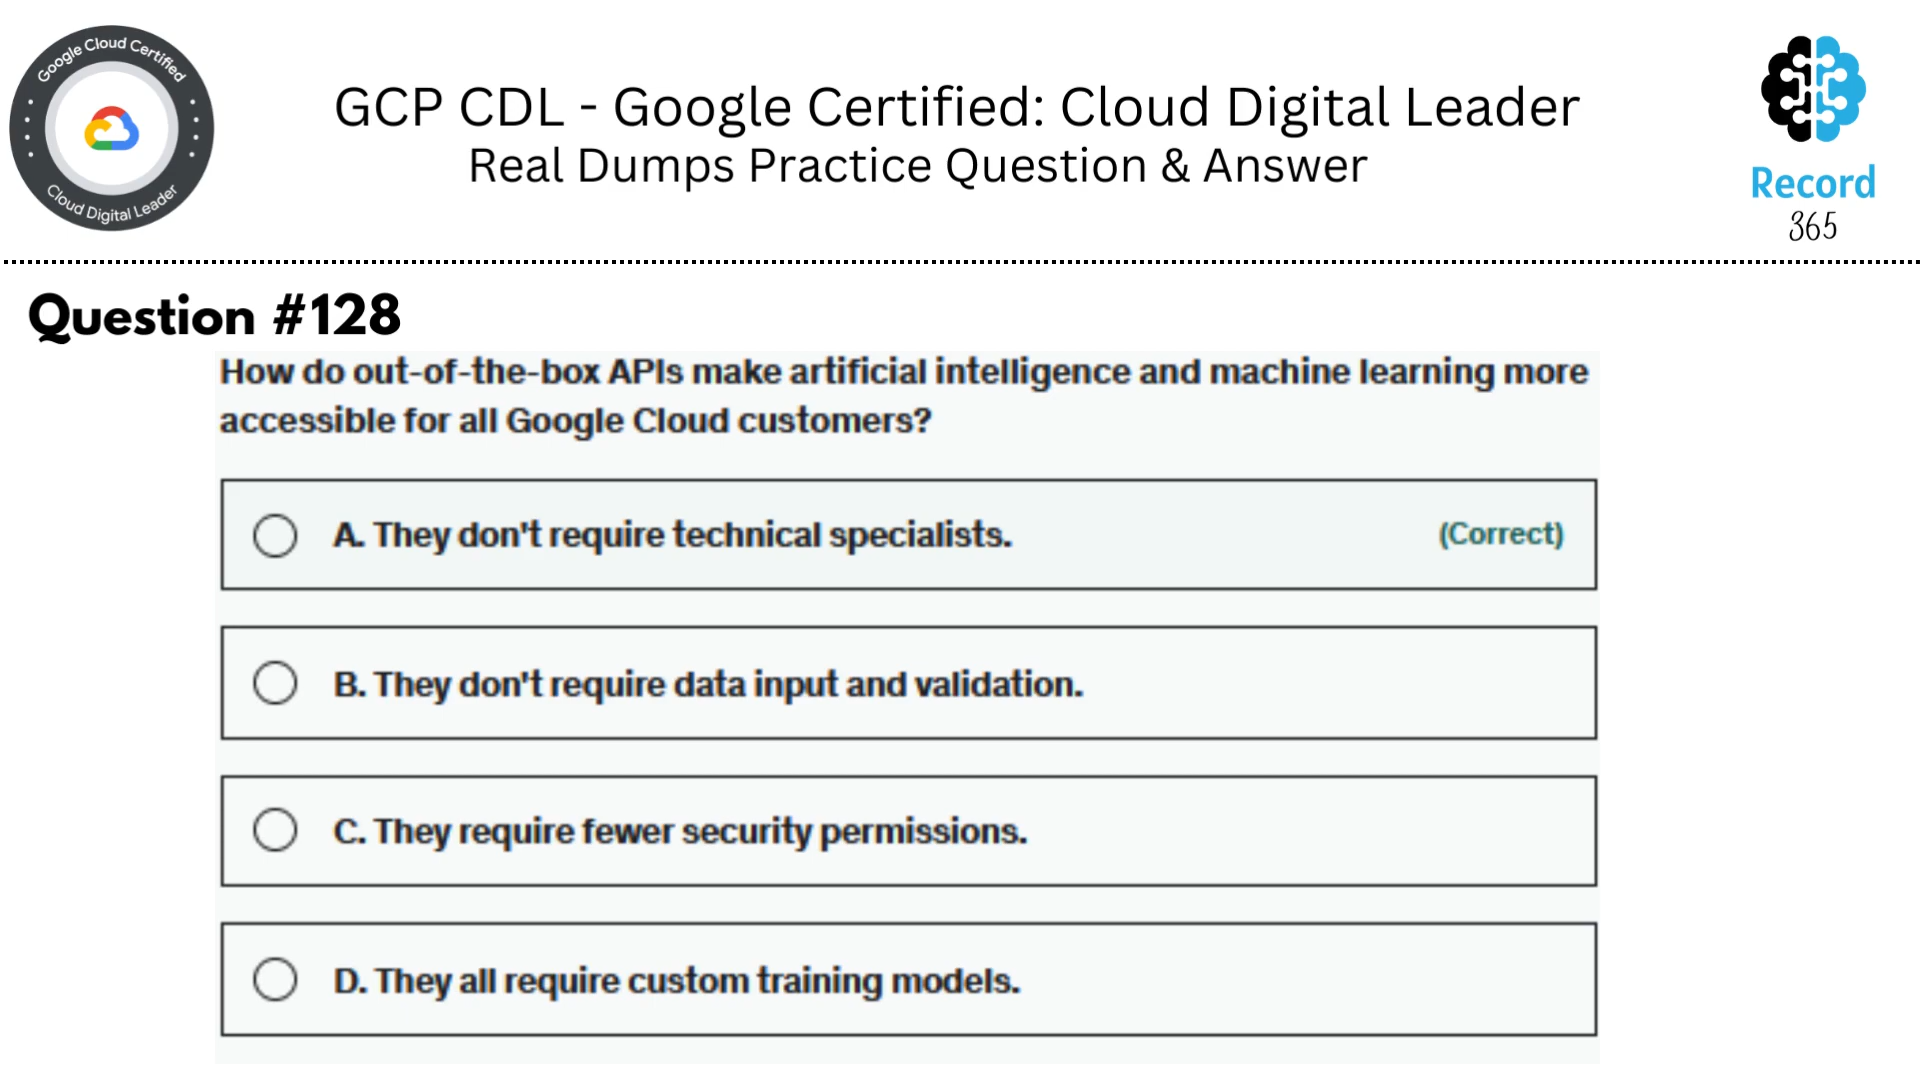 Google Cloud Certified
Cloud Digital Leader
GCP CDL - Google Certified: Cloud Digital Leader
Real Dumps Practice Question & Answer
Record
365
Question #128
How do out-of-the-box APIs make artificial intelligence and machine learning more
accessible for all Google Cloud customers?
A. They don't require technical specialists. (Correct)
B. They don't require data input and validation.
C. They require fewer security permissions.
D. They all require custom training models.